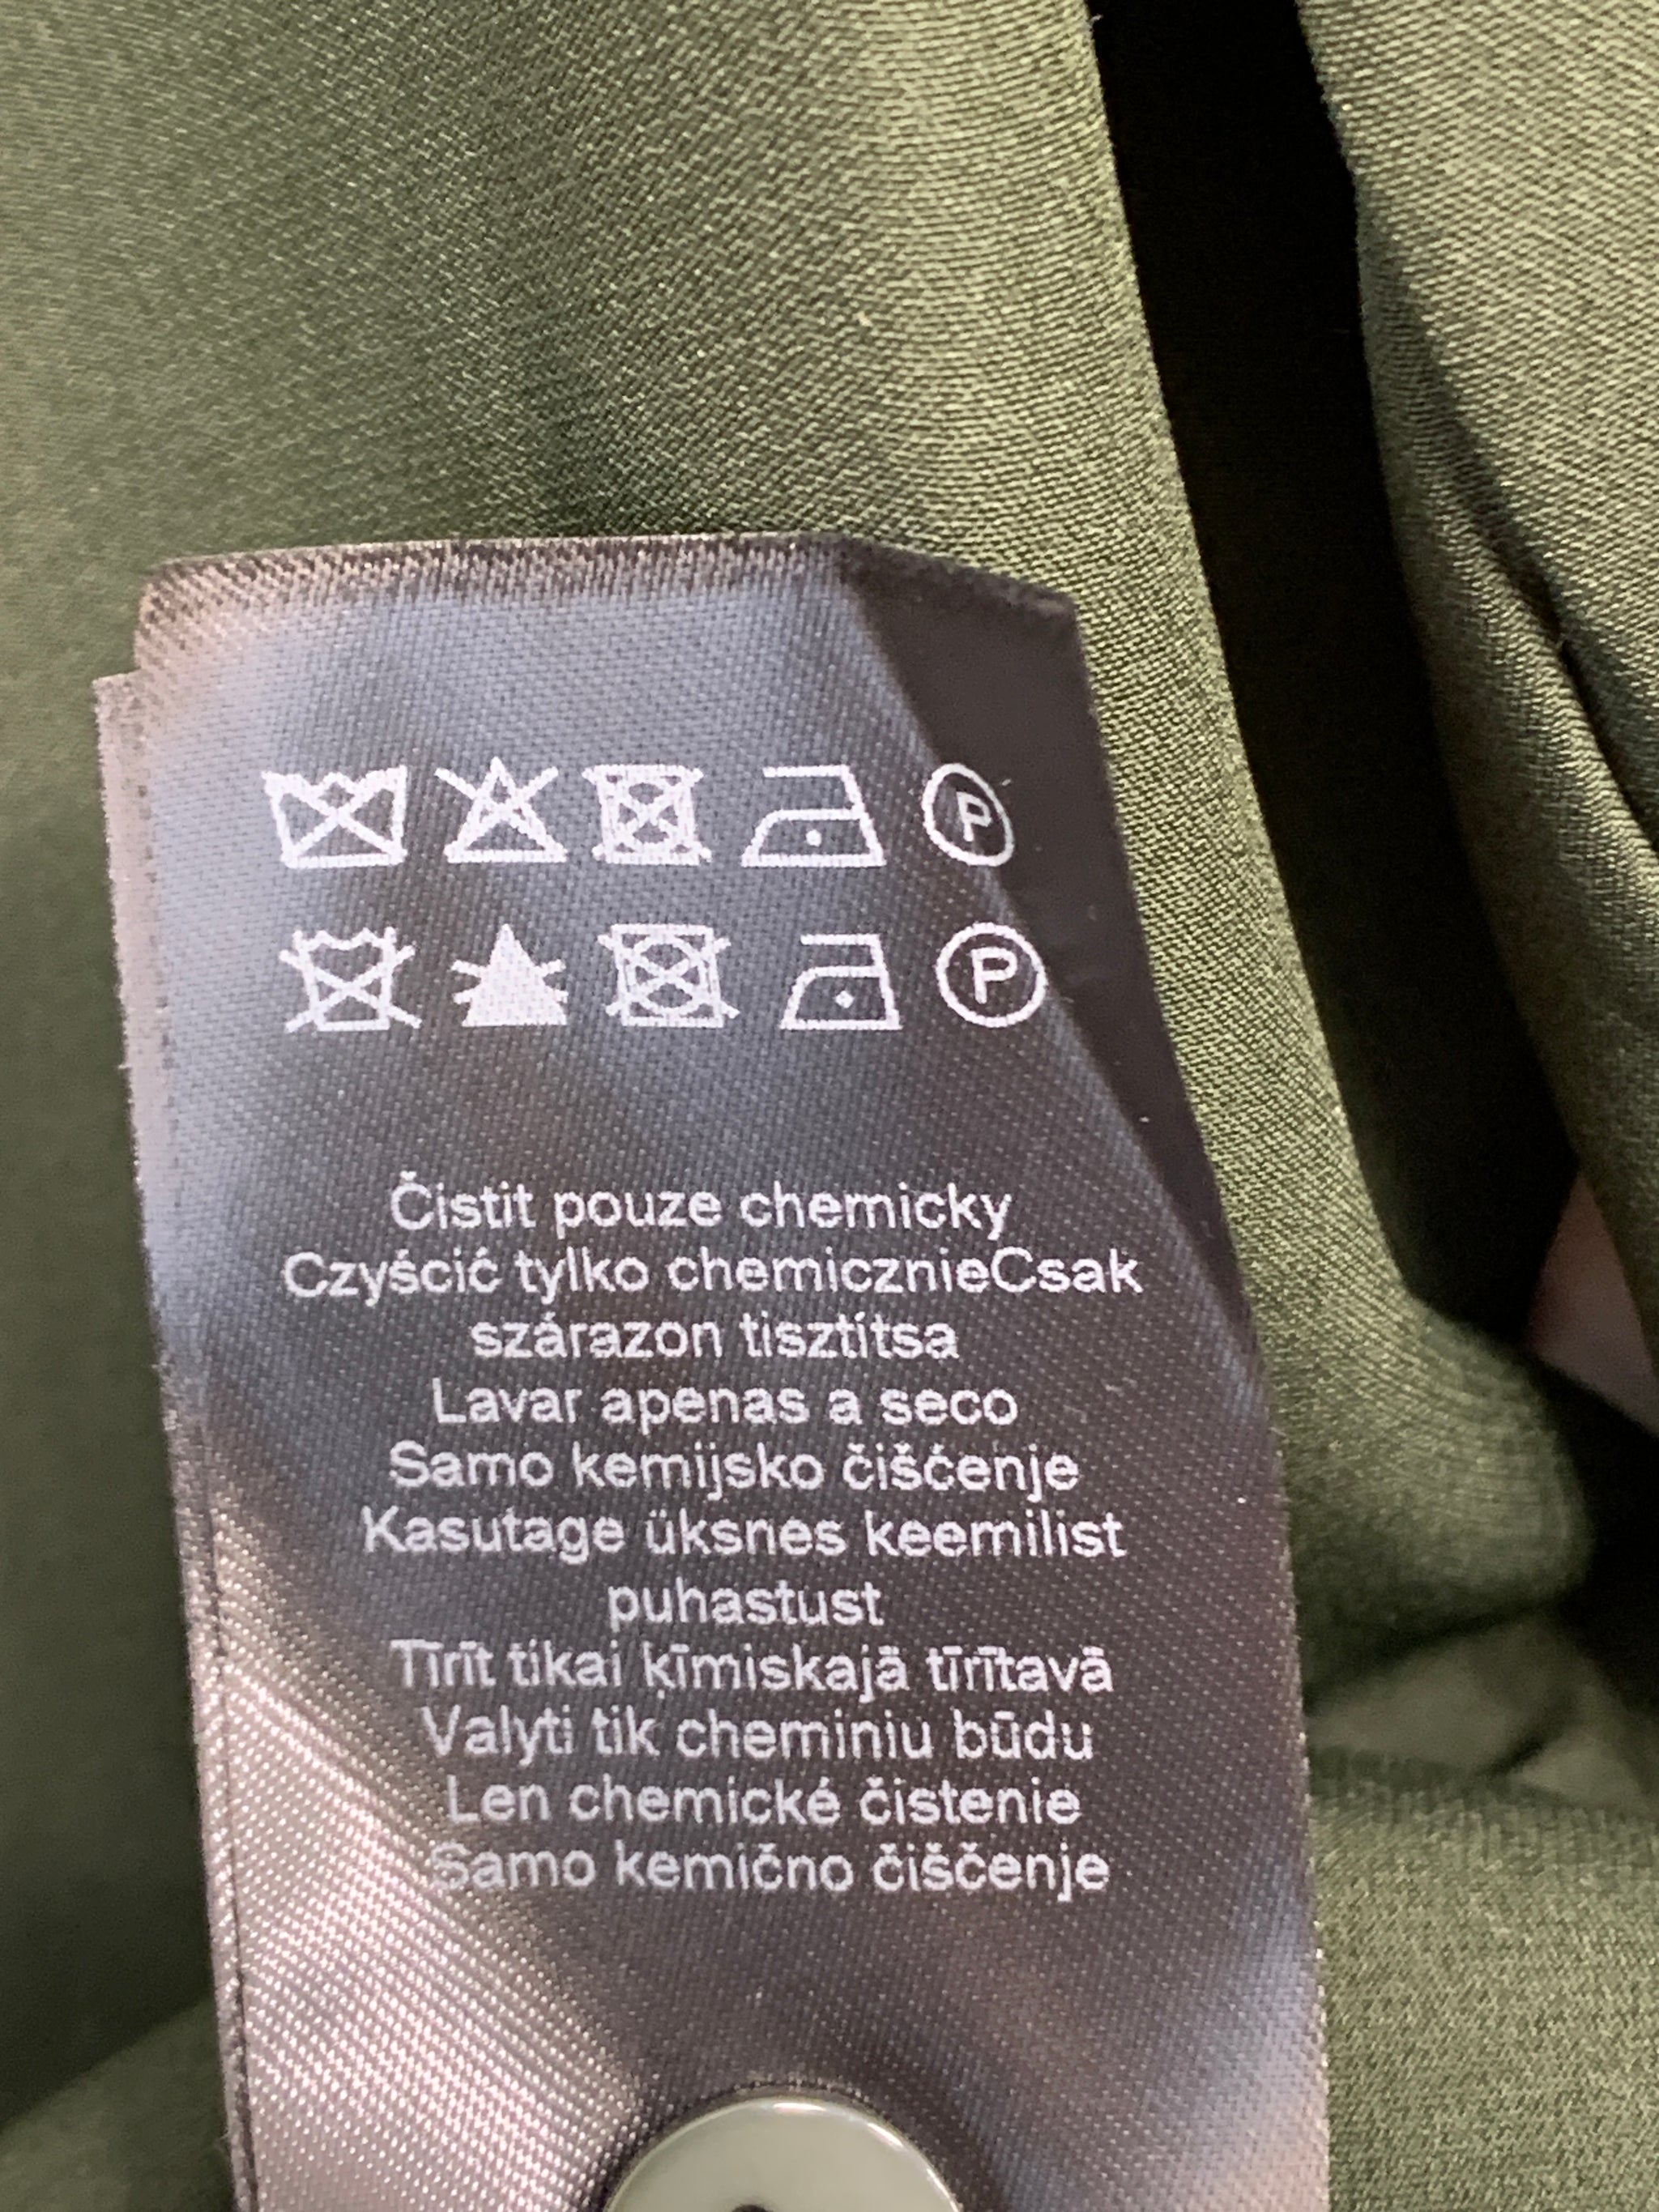 P
P
Čistit pouze chemicky
Czyścić tylko chemicznieCsak
szárazon tisztítsa
Lavar apenas a seco
Samo kemijsko čišćenje
Kasutage üksnes keemilist
puhastust
Tīrīt tikai ķīmiskajā tīrītavā
Valyti tik cheminiu būdu
Len chemické čistenie
Samo kemično čiščenje